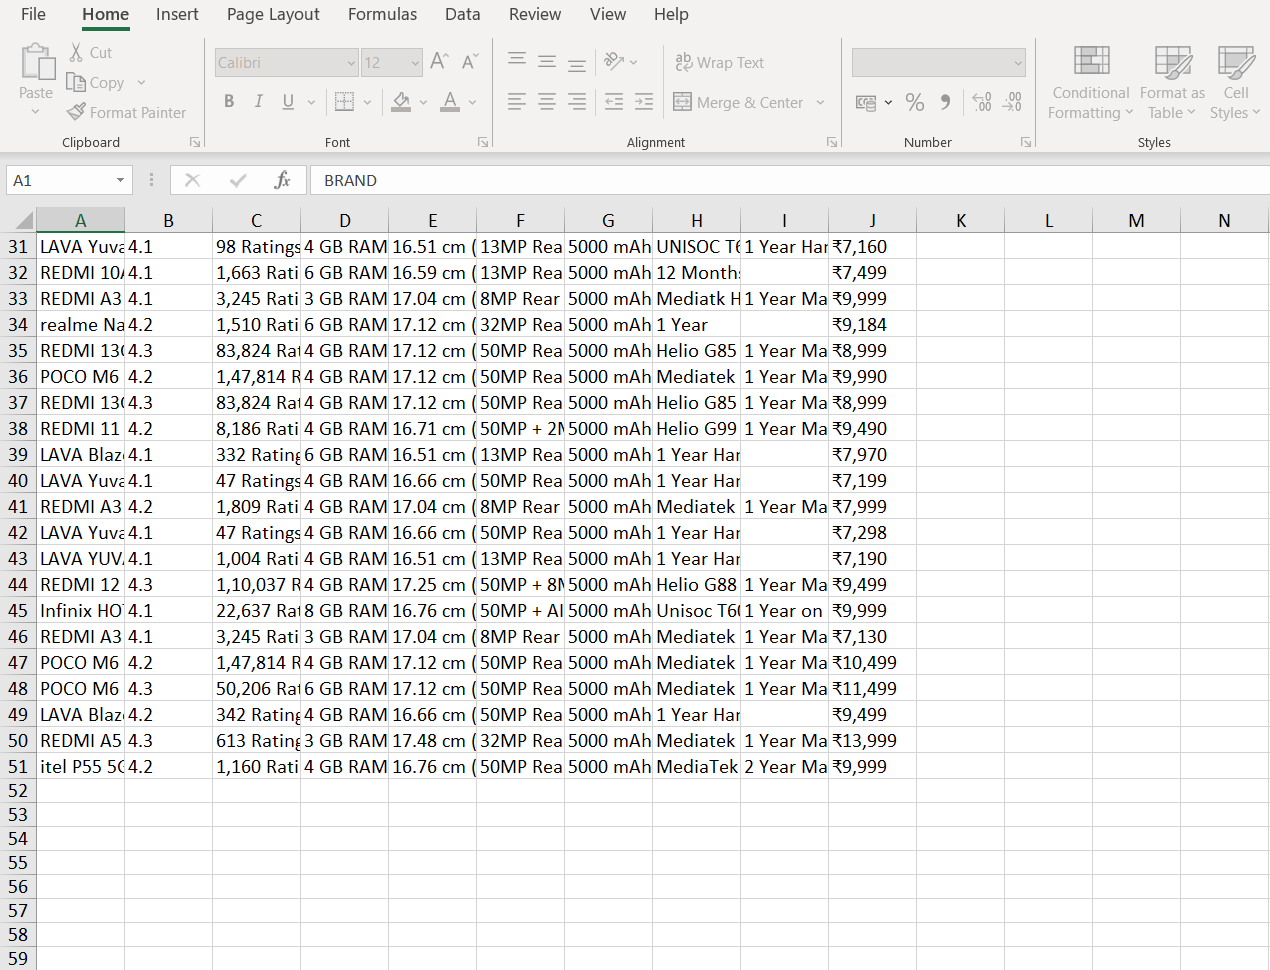 File Home Insert Page Layout Formulas Data Review View Help
Cut
Copy
Format Painter
Paste
Clipboard
Calibri 12
A A
B I U A
Font
ab Wrap Text
Merge & Center
Alignment
% 9 .00 .00
Number
Conditional Formatting Format as Table Cell Styles
Styles
A1 fx BRAND
A B C D E F G H I J K L M N
31 LAVA Yuva 4.1 98 Ratings 4 GB RAM 16.51 cm ( 13MP Rea 5000 mAh UNISOC T6 1 Year Har ₹7,160
32 REDMI 10A 4.1 1,663 Rati 6 GB RAM 16.59 cm ( 13MP Rea 5000 mAh 12 Months ₹7,499
33 REDMI A3 4.1 3,245 Rati 3 GB RAM 17.04 cm ( 8MP Rear 5000 mAh Mediatk H 1 Year Ma ₹9,999
34 realme Na 4.2 1,510 Rati 6 GB RAM 17.12 cm ( 32MP Rea 5000 mAh 1 Year ₹9,184
35 REDMI 13C 4.3 83,824 Rat 4 GB RAM 17.12 cm ( 50MP Rea 5000 mAh Helio G85 1 Year Ma ₹8,999
36 POCO M6 4.2 1,47,814 R 4 GB RAM 17.12 cm ( 50MP Rea 5000 mAh Mediatek 1 Year Ma ₹9,990
37 REDMI 13C 4.3 83,824 Rat 4 GB RAM 17.12 cm ( 50MP Rea 5000 mAh Helio G85 1 Year Ma ₹8,999
38 REDMI 11 4.2 8,186 Rati 4 GB RAM 16.71 cm ( 50MP + 2M 5000 mAh Helio G99 1 Year Ma ₹9,490
39 LAVA Blaz 4.1 332 Rating 6 GB RAM 16.51 cm ( 13MP Rea 5000 mAh 1 Year Har ₹7,970
40 LAVA Yuva 4.1 47 Ratings 4 GB RAM 16.66 cm ( 50MP Rea 5000 mAh 1 Year Har ₹7,199
41 REDMI A3 4.2 1,809 Rati 4 GB RAM 17.04 cm ( 8MP Rear 5000 mAh Mediatek 1 Year Ma ₹7,999
42 LAVA Yuva 4.1 47 Ratings 4 GB RAM 16.66 cm ( 50MP Rea 5000 mAh 1 Year Har ₹7,298
43 LAVA YUVA 4.1 1,004 Rati 4 GB RAM 16.51 cm ( 13MP Rea 5000 mAh 1 Year Har ₹7,190
44 REDMI 12 4.3 1,10,037 R 4 GB RAM 17.25 cm ( 50MP + 8M 5000 mAh Helio G88 1 Year Ma ₹9,499
45 Infinix HOT 4.1 22,637 Rat 8 GB RAM 16.76 cm ( 50MP + AI 5000 mAh Unisoc T60 1 Year on ₹9,999
46 REDMI A3 4.1 3,245 Rati 3 GB RAM 17.04 cm ( 8MP Rear 5000 mAh Mediatek 1 Year Ma ₹7,130
47 POCO M6 4.2 1,47,814 R 4 GB RAM 17.12 cm ( 50MP Rea 5000 mAh Mediatek 1 Year Ma ₹10,499
48 POCO M6 4.3 50,206 Rat 6 GB RAM 17.12 cm ( 50MP Rea 5000 mAh Mediatek 1 Year Ma ₹11,499
49 LAVA Blaz 4.2 342 Rating 4 GB RAM 16.66 cm ( 50MP Rea 5000 mAh 1 Year Har ₹9,499
50 REDMI A5 4.3 613 Rating 3 GB RAM 17.48 cm ( 32MP Rea 5000 mAh Mediatek 1 Year Ma ₹13,999
51 itel P55 5G 4.2 1,160 Rati 4 GB RAM 16.76 cm ( 50MP Rea 5000 mAh MediaTek 2 Year Ma ₹9,999
52
53
54
55
56
57
58
59